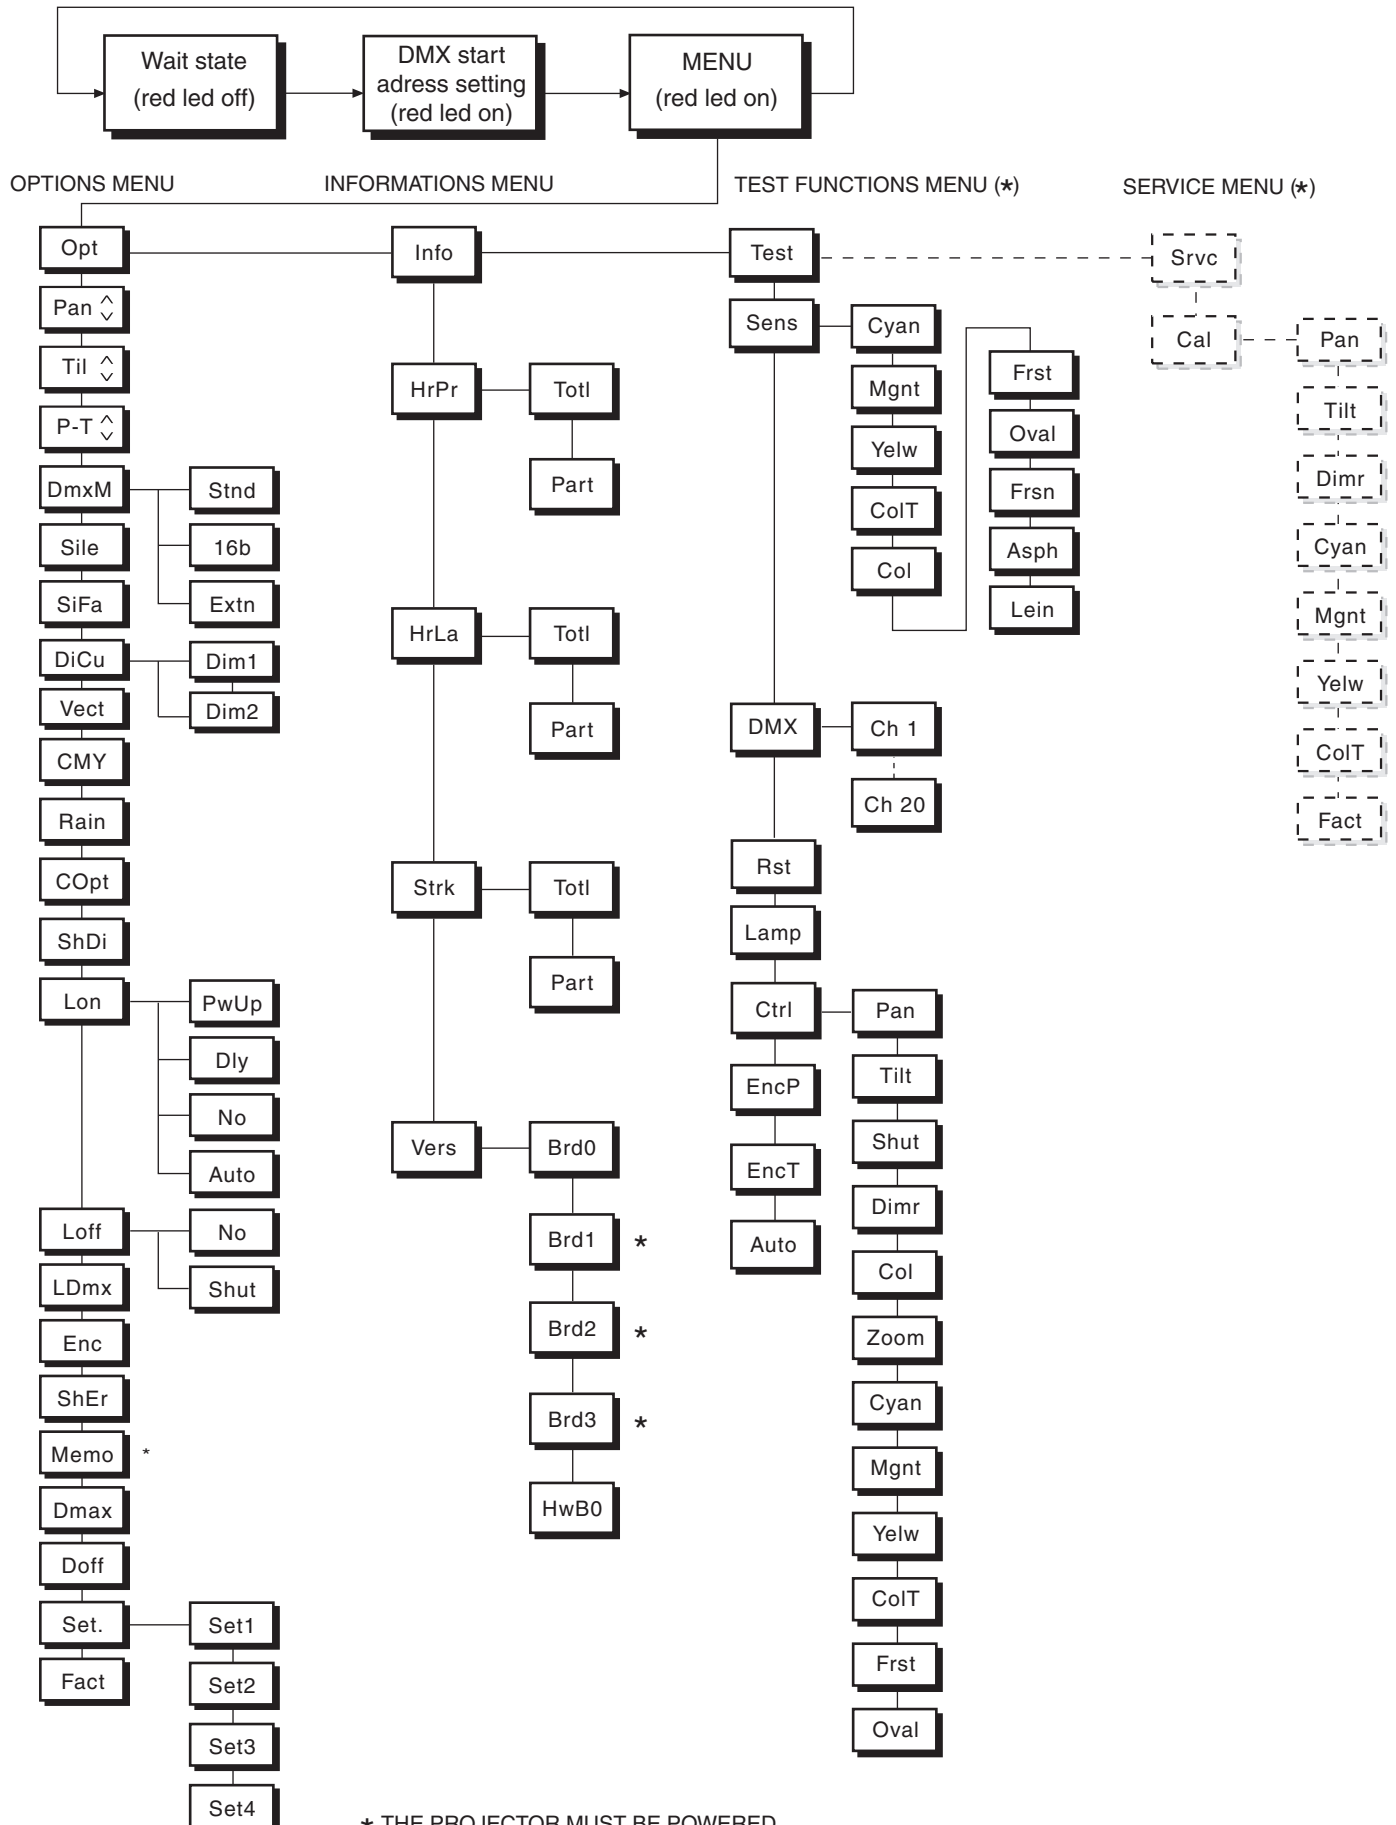 Wait state
(red led off)
DMX start
adress setting
(red led on)
MENU
(red led on)
OPTIONS MENU
INFORMATIONS MENU
TEST FUNCTIONS MENU (*)
SERVICE MENU (*)
Opt
Pan
Til
P-T
DmxM
Stnd
16b
Extn
Sile
SiFa
DiCu
Dim1
Dim2
Vect
CMY
Rain
COpt
ShDi
Lon
PwUp
Dly
No
Auto
Loff
No
Shut
LDmx
Enc
ShEr
Memo *
Dmax
Doff
Set.
Set1
Set2
Set3
Set4
Fact
Info
HrPr
Totl
Part
HrLa
Totl
Part
Strk
Totl
Part
Vers
Brd0
Brd1 *
Brd2 *
Brd3 *
HwB0
Test
Sens
Cyan
Mgnt
Yelw
ColT
Col
Frst
Oval
Frsn
Asph
Lein
DMX
Ch 1
Ch 20
Rst
Lamp
Ctrl
Pan
Tilt
Shut
Dimr
Col
Zoom
Cyan
Mgnt
Yelw
ColT
Frst
Oval
EncP
EncT
Auto
Srvc
Cal
Pan
Tilt
Dimr
Cyan
Mgnt
Yelw
ColT
Fact
* THE PROJECTOR MUST BE POWERED